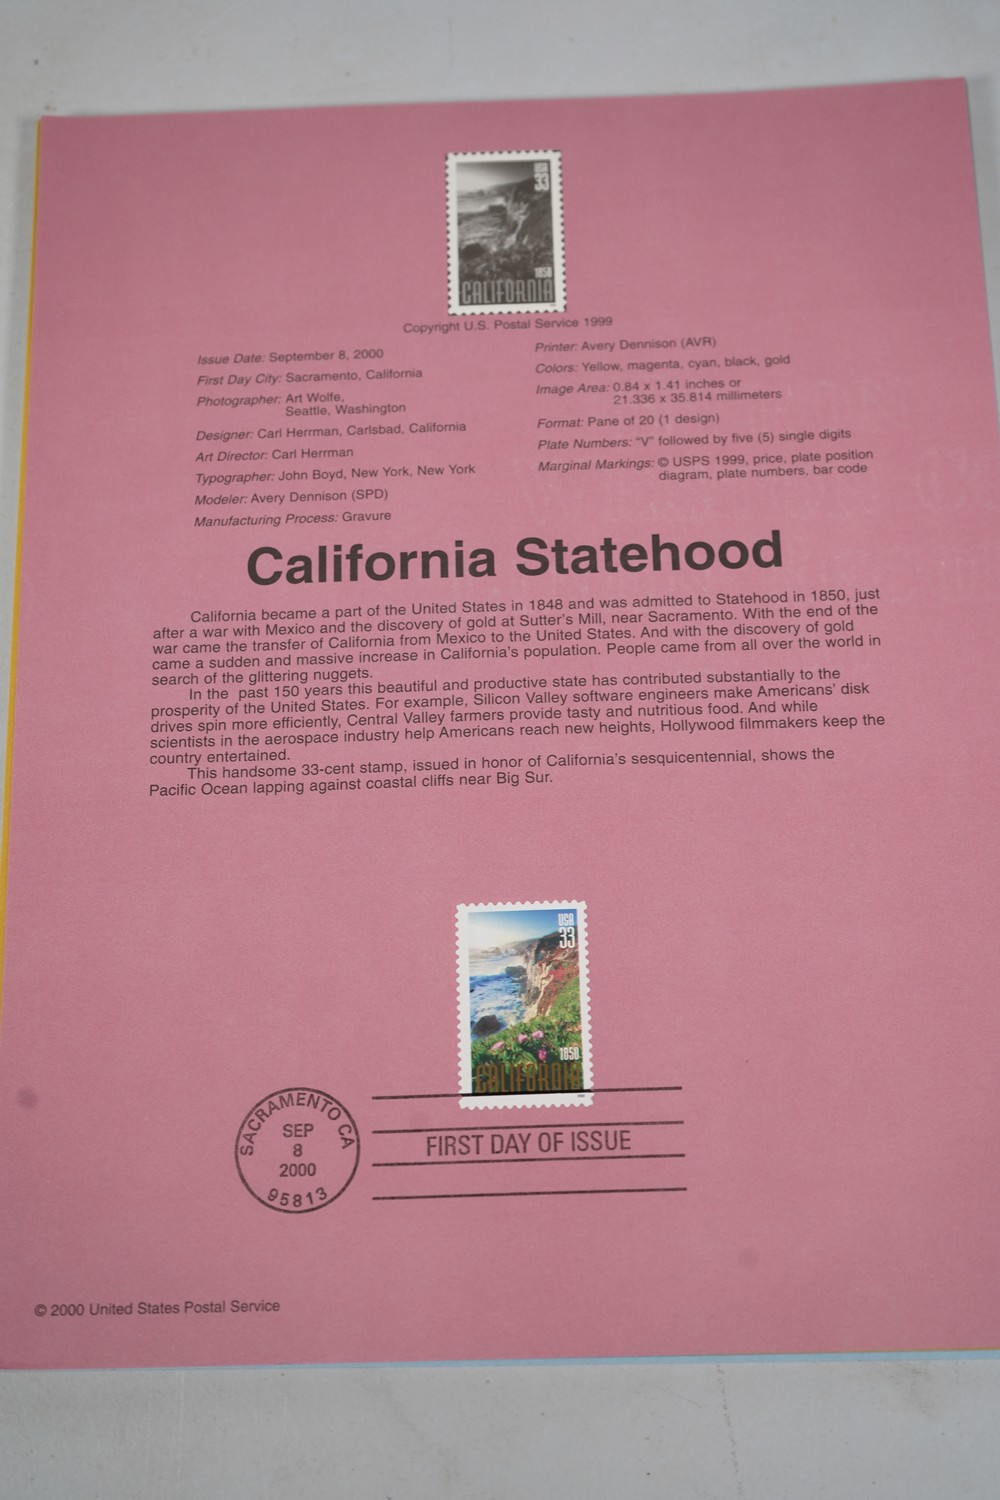 USA
33
1850
CALIFORNIA
Copyright U.S. Postal Service 1999
Issue Date: September 8, 2000
First Day City: Sacramento, California
Photographer: Art Wolfe,
Seattle, Washington
Designer: Carl Herrman, Carlsbad, California
Art Director: Carl Herrman
Typographer: John Boyd, New York, New York
Modeler: Avery Dennison (SPD)
Manufacturing Process: Gravure
Printer: Avery Dennison (AVR)
Colors: Yellow, magenta, cyan, black, gold
Image Area: 0.84 x 1.41 inches or
21.336 x 35.814 millimeters
Format: Pane of 20 (1 design)
Plate Numbers: "V" followed by five (5) single digits
Marginal Markings: © USPS 1999, price, plate position
diagram, plate numbers, bar code
California Statehood
California became a part of the United States in 1848 and was admitted to Statehood in 1850, just
after a war with Mexico and the discovery of gold at Sutter's Mill, near Sacramento. With the end of the
war came the transfer of California from Mexico to the United States. And with the discovery of gold
came a sudden and massive increase in California's population. People came from all over the world in
search of the glittering nuggets.
In the past 150 years this beautiful and productive state has contributed substantially to the
prosperity of the United States. For example, Silicon Valley software engineers make Americans' disk
drives spin more efficiently, Central Valley farmers provide tasty and nutritious food. And while
scientists in the aerospace industry help Americans reach new heights, Hollywood filmmakers keep the
country entertained.
This handsome 33-cent stamp, issued in honor of California's sesquicentennial, shows the
Pacific Ocean lapping against coastal cliffs near Big Sur.
USA
33
1850
CALIFORNIA
SACRAMENTO CA
SEP
8
2000
95813
FIRST DAY OF ISSUE
© 2000 United States Postal Service